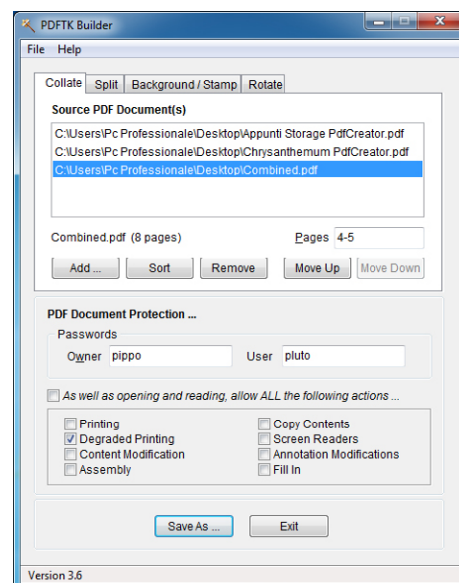 PDFTK Builder
File Help
Collate Split Background / Stamp Rotate
Source PDF Document(s)
C:\Users\Pc Professionale\Desktop\Appunti Storage PdfCreator.pdf
C:\Users\Pc Professionale\Desktop\Chrysanthemum PdfCreator.pdf
C:\Users\Pc Professionale\Desktop\Combined.pdf
Combined.pdf (8 pages) Pages 4-5
Add ... Sort Remove Move Up Move Down
PDF Document Protection ...
Passwords
Owner pippo User pluto
As well as opening and reading, allow ALL the following actions ...
Printing Copy Contents
Degraded Printing Screen Readers
Content Modification Annotation Modifications
Assembly Fill In
Save As ... Exit
Version 3.6